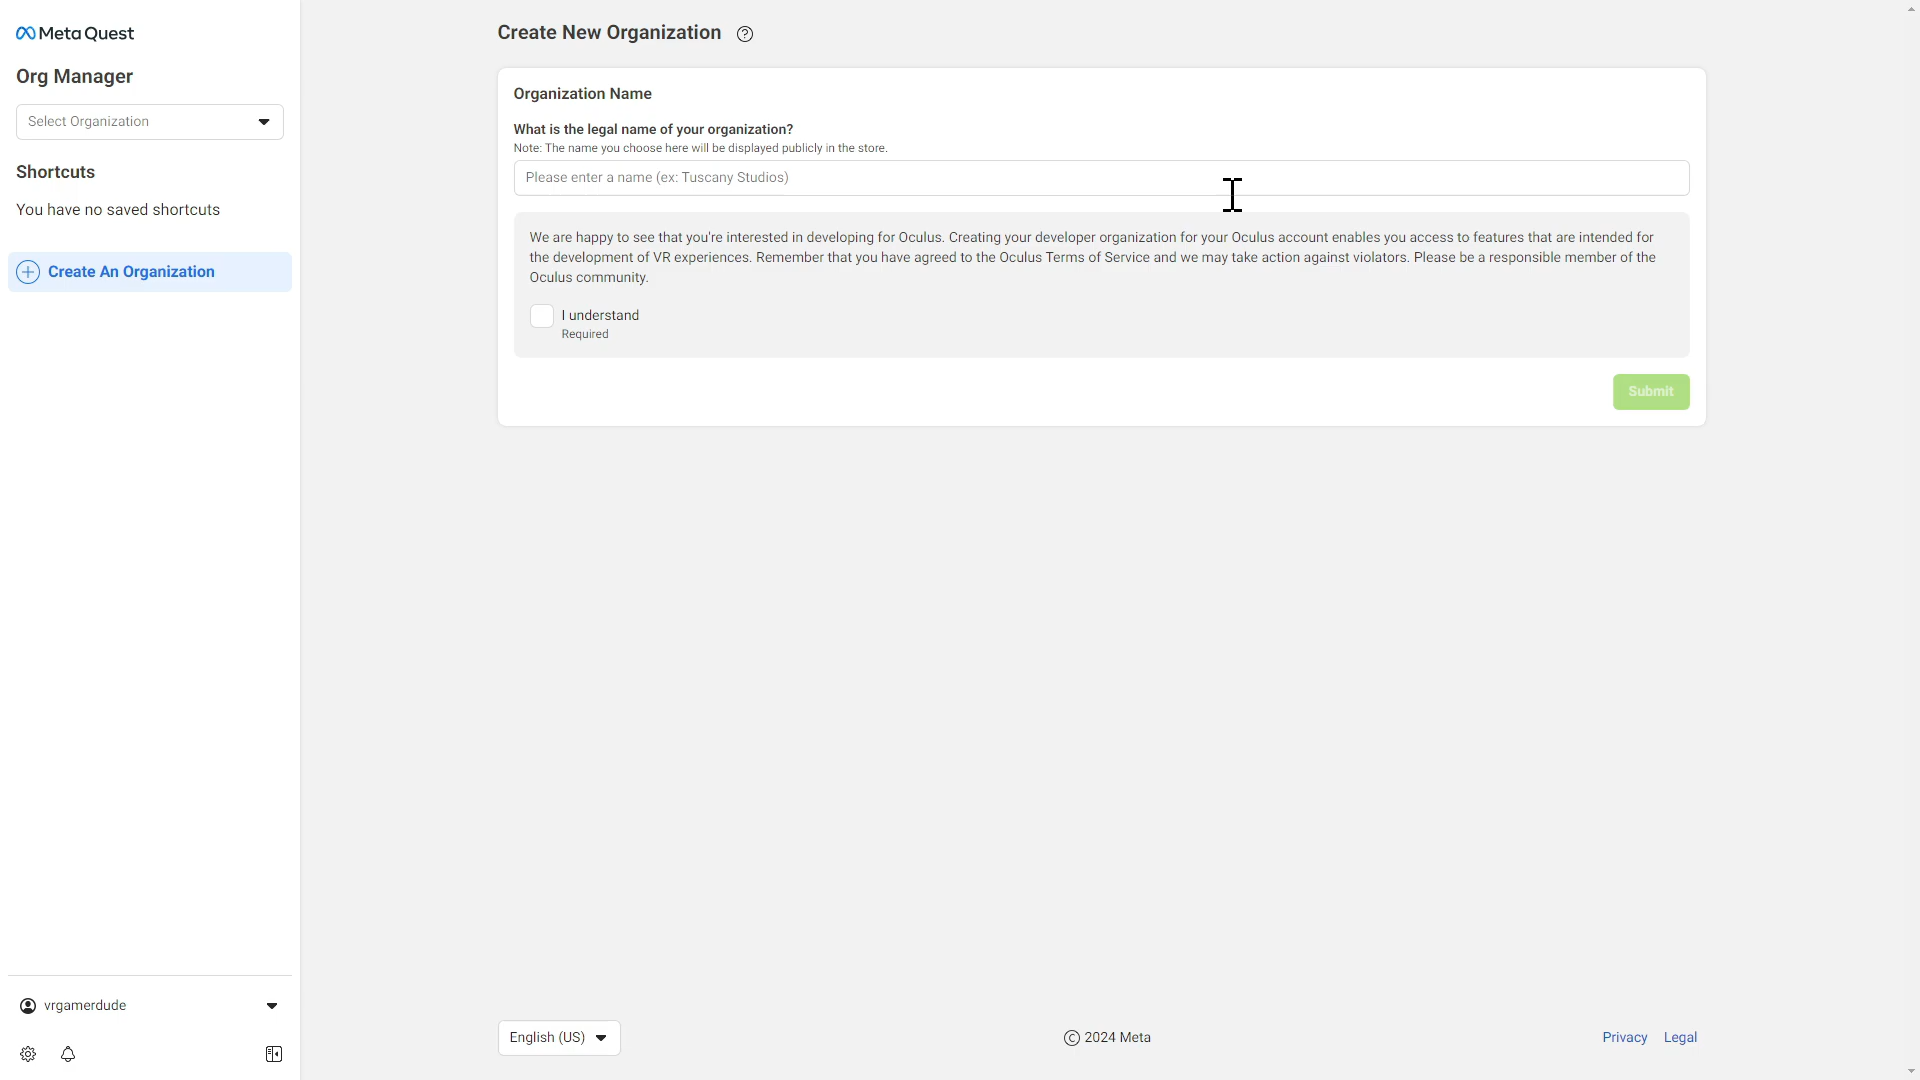 Meta Quest
Org Manager
Select Organization
Shortcuts
You have no saved shortcuts
Create An Organization
vrgamerdude
Create New Organization
Organization Name
What is the legal name of your organization?
Note: The name you choose here will be displayed publicly in the store.
Please enter a name (ex: Tuscany Studios)
We are happy to see that you're interested in developing for Oculus. Creating your developer organization for your Oculus account enables you access to features that are intended for
the development of VR experiences. Remember that you have agreed to the Oculus Terms of Service and we may take action against violators. Please be a responsible member of the
Oculus community.
I understand
Required
Submit
English (US)
© 2024 Meta
Privacy Legal